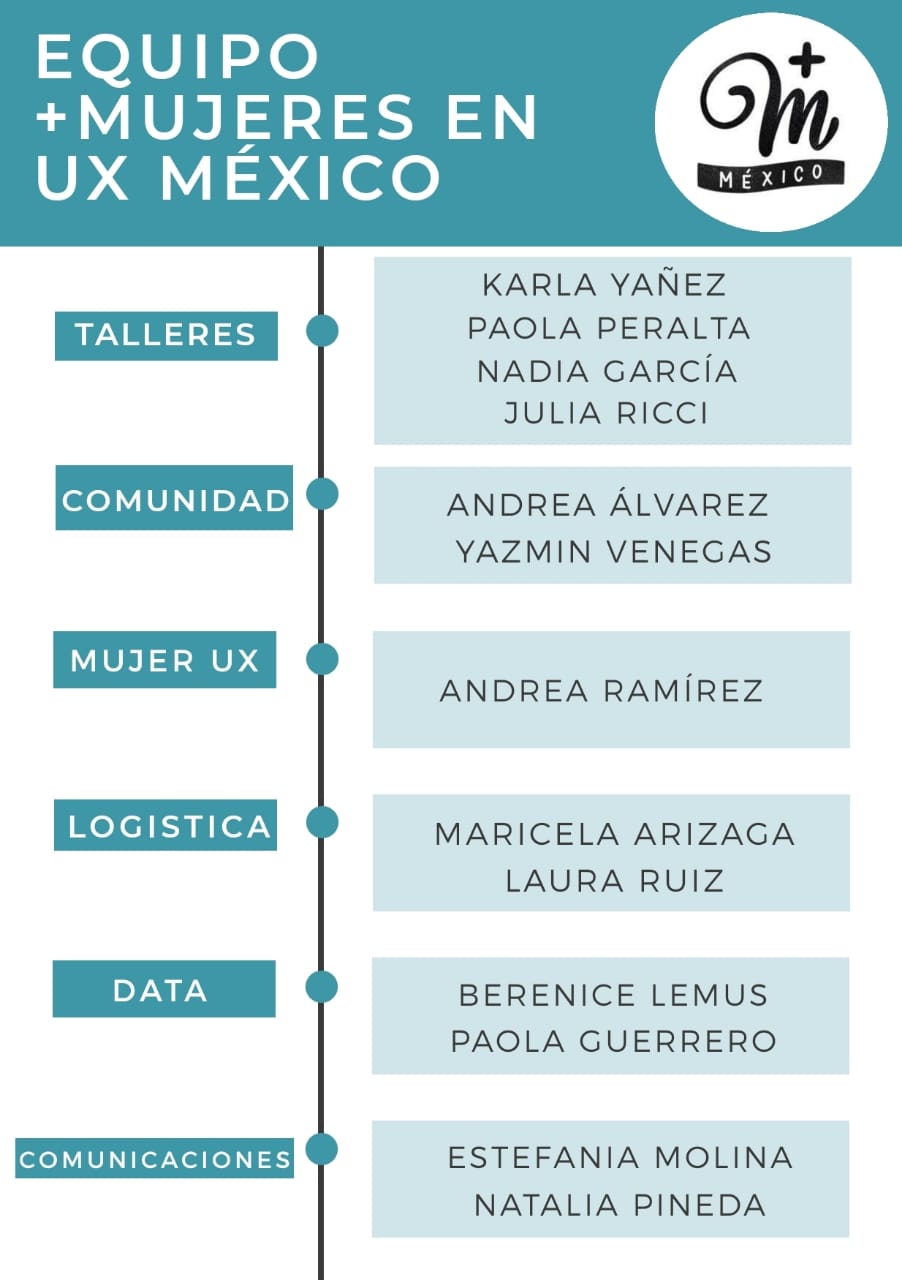 EQUIPO
+MUJERES EN
UX MÉXICO
+
m
MÉXICO
TALLERES
KARLA YAÑEZ
PAOLA PERALTA
NADIA GARCÍA
JULIA RICCI
COMUNIDAD
ANDREA ÁLVAREZ
YAZMIN VENEGAS
MUJER UX
ANDREA RAMÍREZ
LOGISTICA
MARICELA ARIZAGA
LAURA RUIZ
DATA
BERENICE LEMUS
PAOLA GUERRERO
COMUNICACIONES
ESTEFANIA MOLINA
NATALIA PINEDA